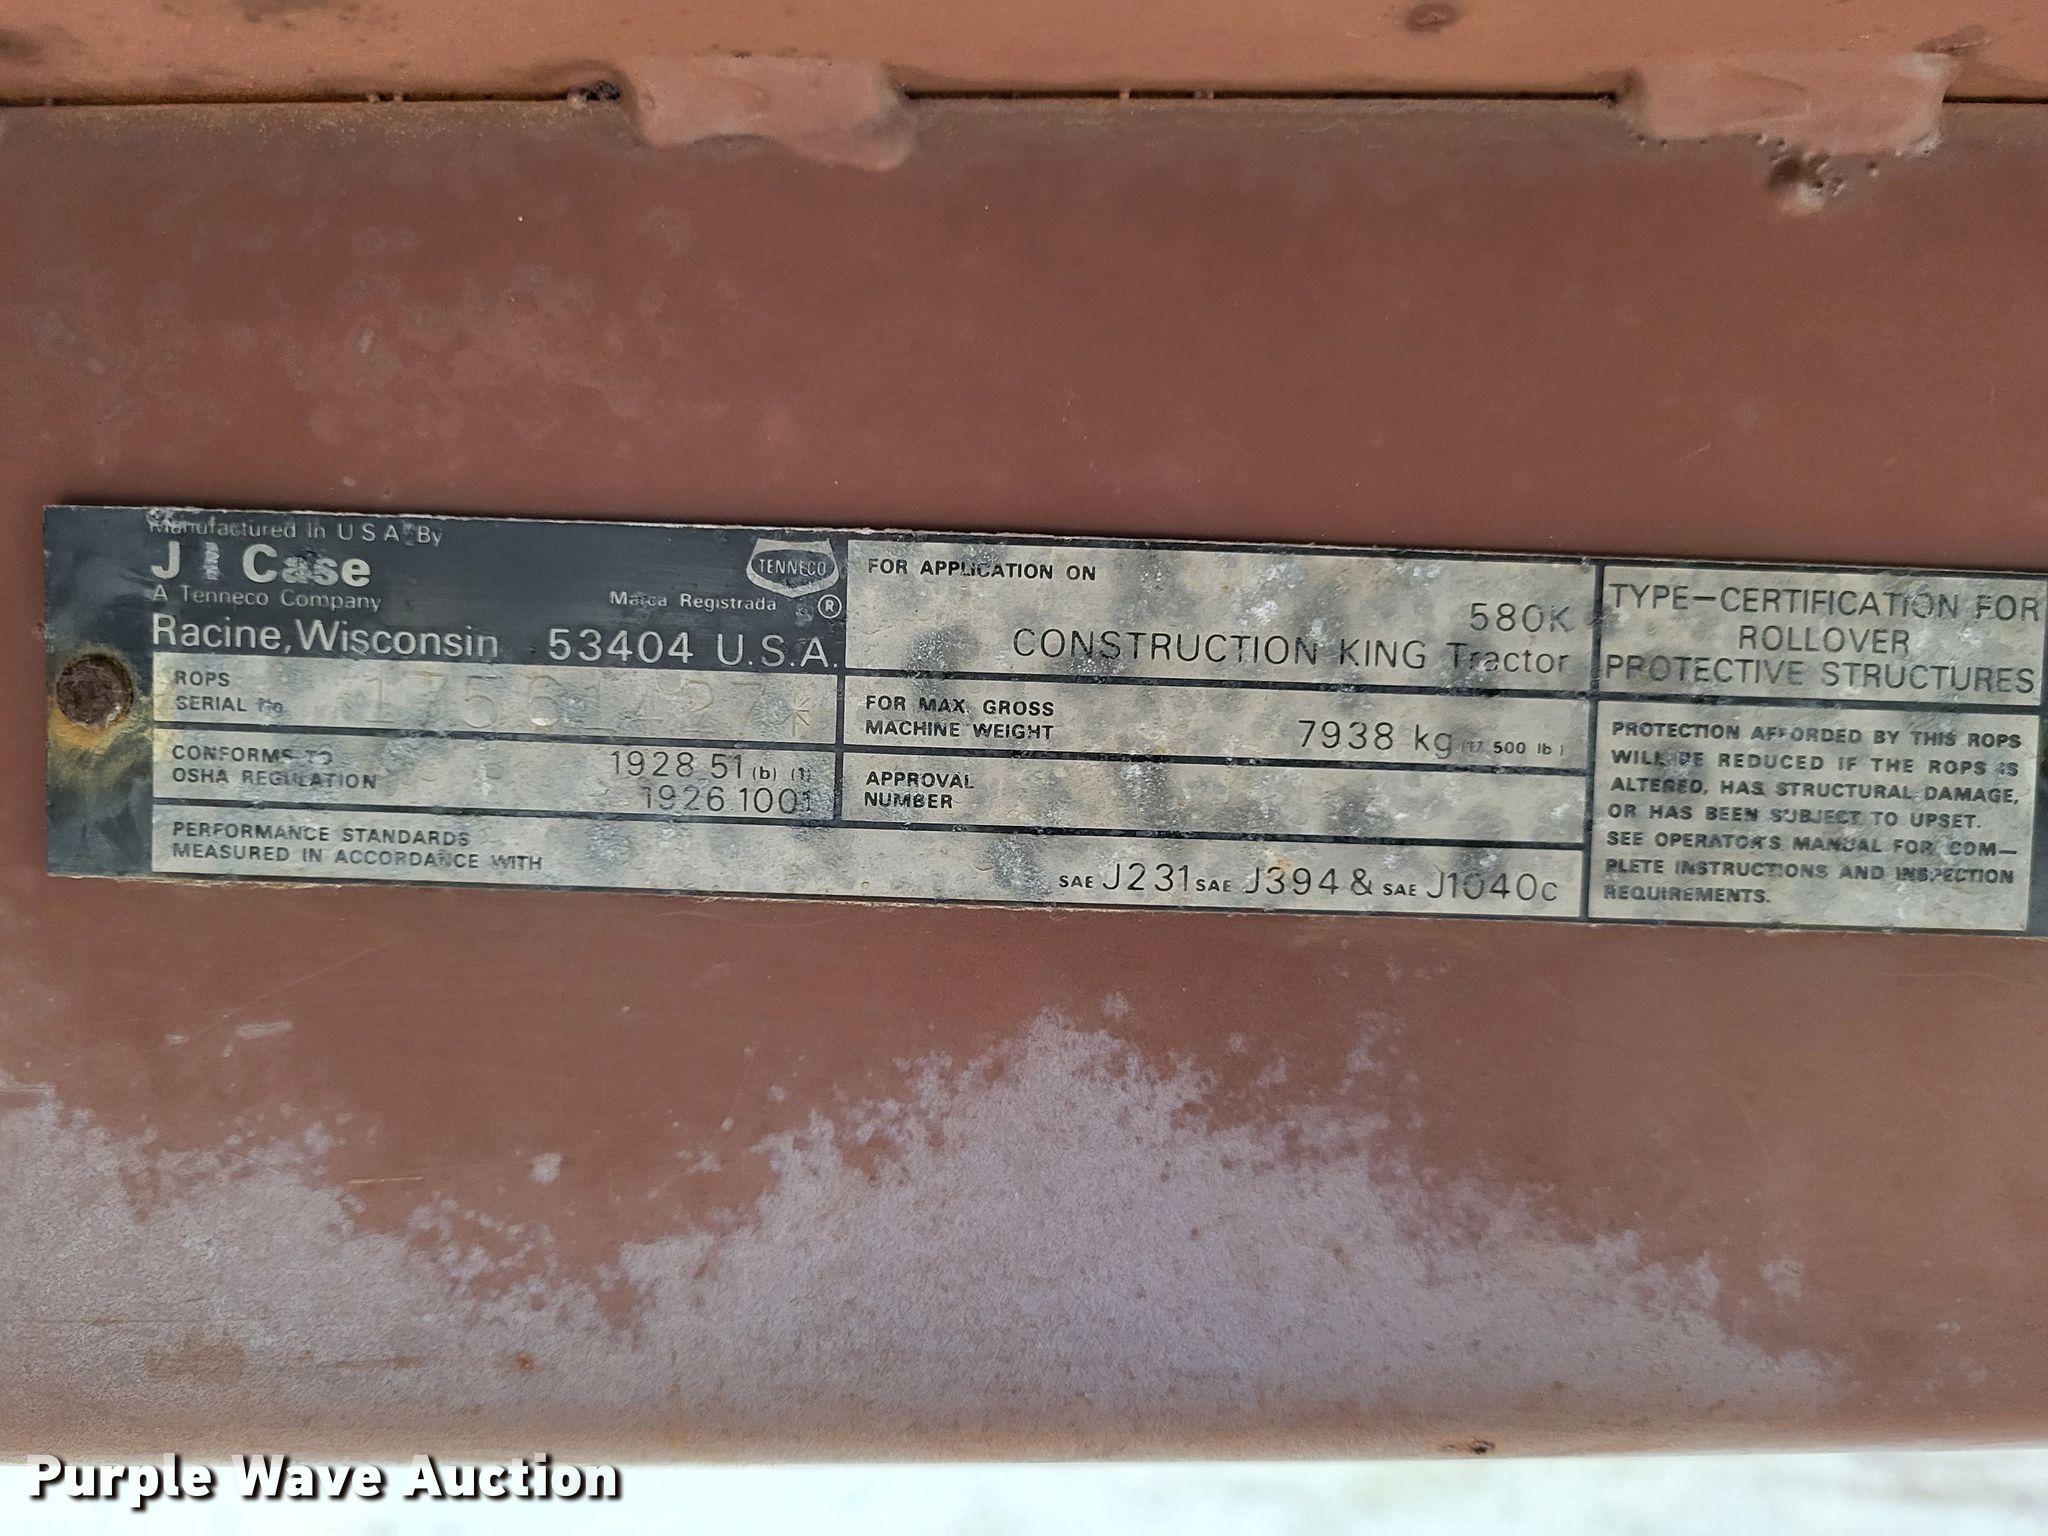 Manufactured In U S A By
J I Case
A Tenneco Company
TENNECO
Marca Registrada ®
Racine, Wisconsin 53404 U.S.A.
ROPS
SERIAL No
CONFORMS TO
OSHA REGULATION
1928 51 (b) (1)
1926 1001
PERFORMANCE STANDARDS
MEASURED IN ACCORDANCE WITH
SAE J231 SAE J394 & SAE J1040c
FOR APPLICATION ON
580K
CONSTRUCTION KING Tractor
FOR MAX. GROSS
MACHINE WEIGHT
7938 kg (17 500 lb)
APPROVAL
NUMBER
TYPE-CERTIFICATION FOR
ROLLOVER
PROTECTIVE STRUCTURES
PROTECTION AFFORDED BY THIS ROPS
WILL BE REDUCED IF THE ROPS IS
ALTERED, HAS STRUCTURAL DAMAGE,
OR HAS BEEN SUBJECT TO UPSET.
SEE OPERATOR'S MANUAL FOR COM-
PLETE INSTRUCTIONS AND INSPECTION
REQUIREMENTS.
Purple Wave Auction